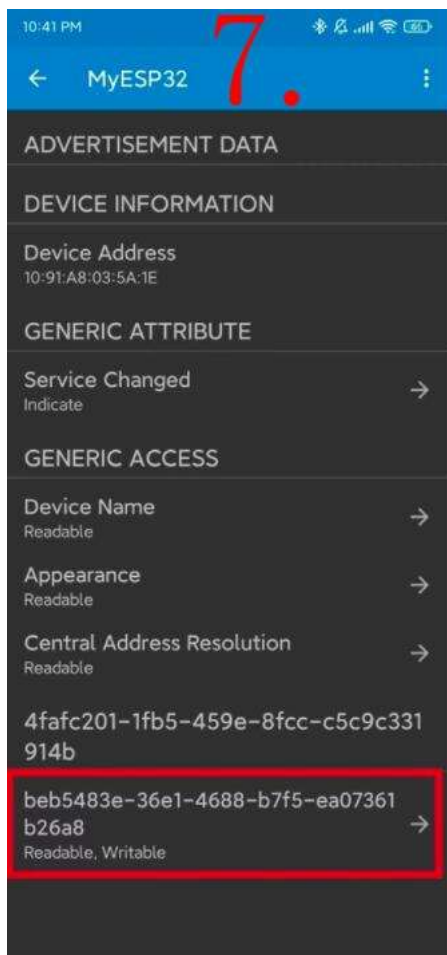 10:41 PM
60
7.
MyESP32
ADVERTISEMENT DATA
DEVICE INFORMATION
Device Address
10:91:A8:03:5A:1E
GENERIC ATTRIBUTE
Service Changed
Indicate
GENERIC ACCESS
Device Name
Readable
Appearance
Readable
Central Address Resolution
Readable
4fafc201-1fb5-459e-8fcc-c5c9c331
914b
beb5483e-36e1-4688-b7f5-ea07361
b26a8
Readable, Writable